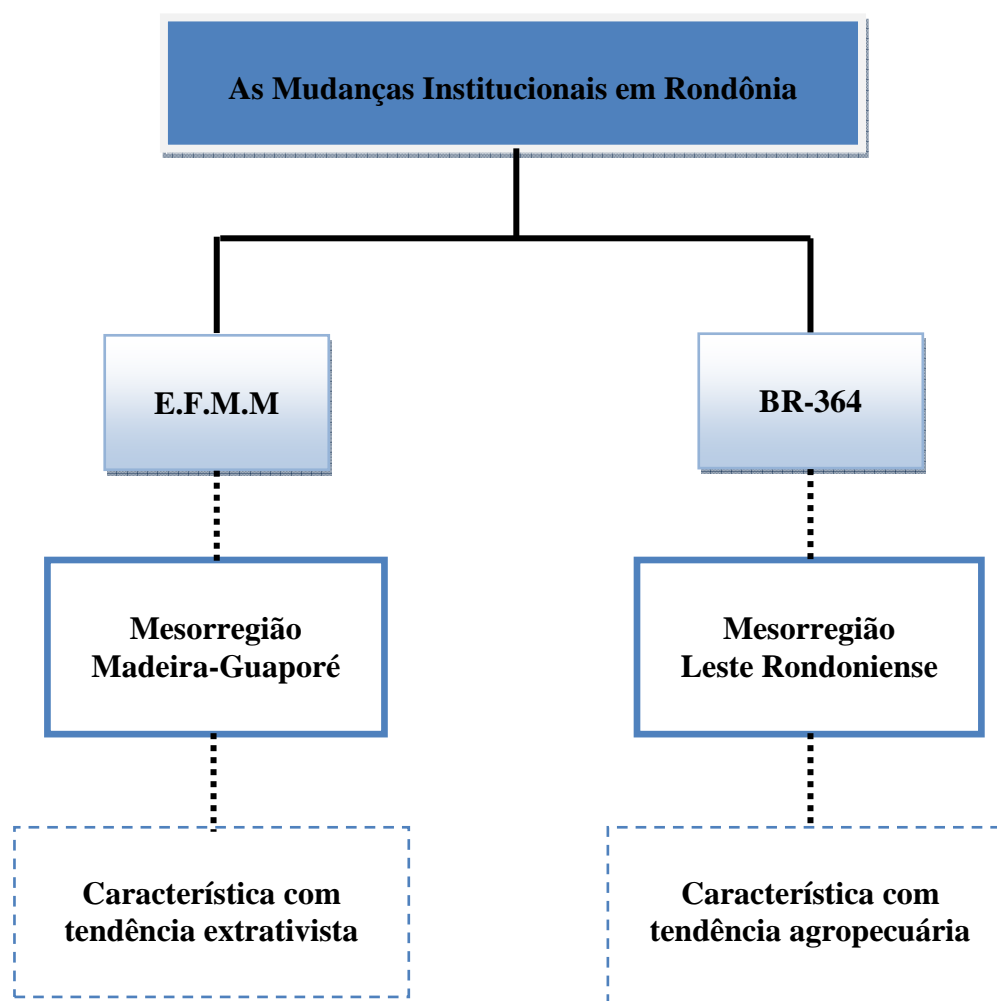 As Mudanças Institucionais em Rondônia
E.F.M.M
BR-364
Mesorregião
Madeira-Guaporé
Mesorregião
Leste Rondoniense
Característica com
tendência extrativista
Característica com
tendência agropecuária